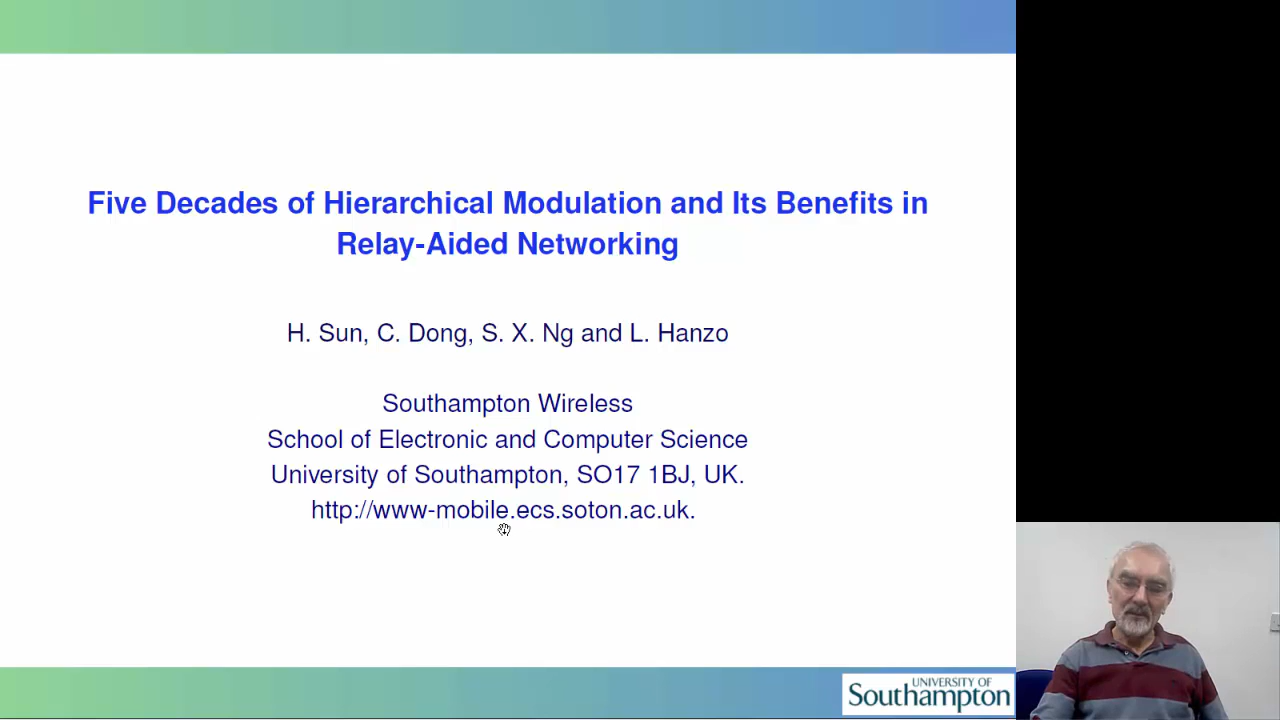 Five Decades of Hierarchical Modulation and Its Benefits in
Relay-Aided Networking
H. Sun, C. Dong, S. X. Ng and L. Hanzo
Southampton Wireless
School of Electronic and Computer Science
University of Southampton, SO17 1BJ, UK.
http://www-mobile.ecs.soton.ac.uk.
UNIVERSITY OF
Southampton